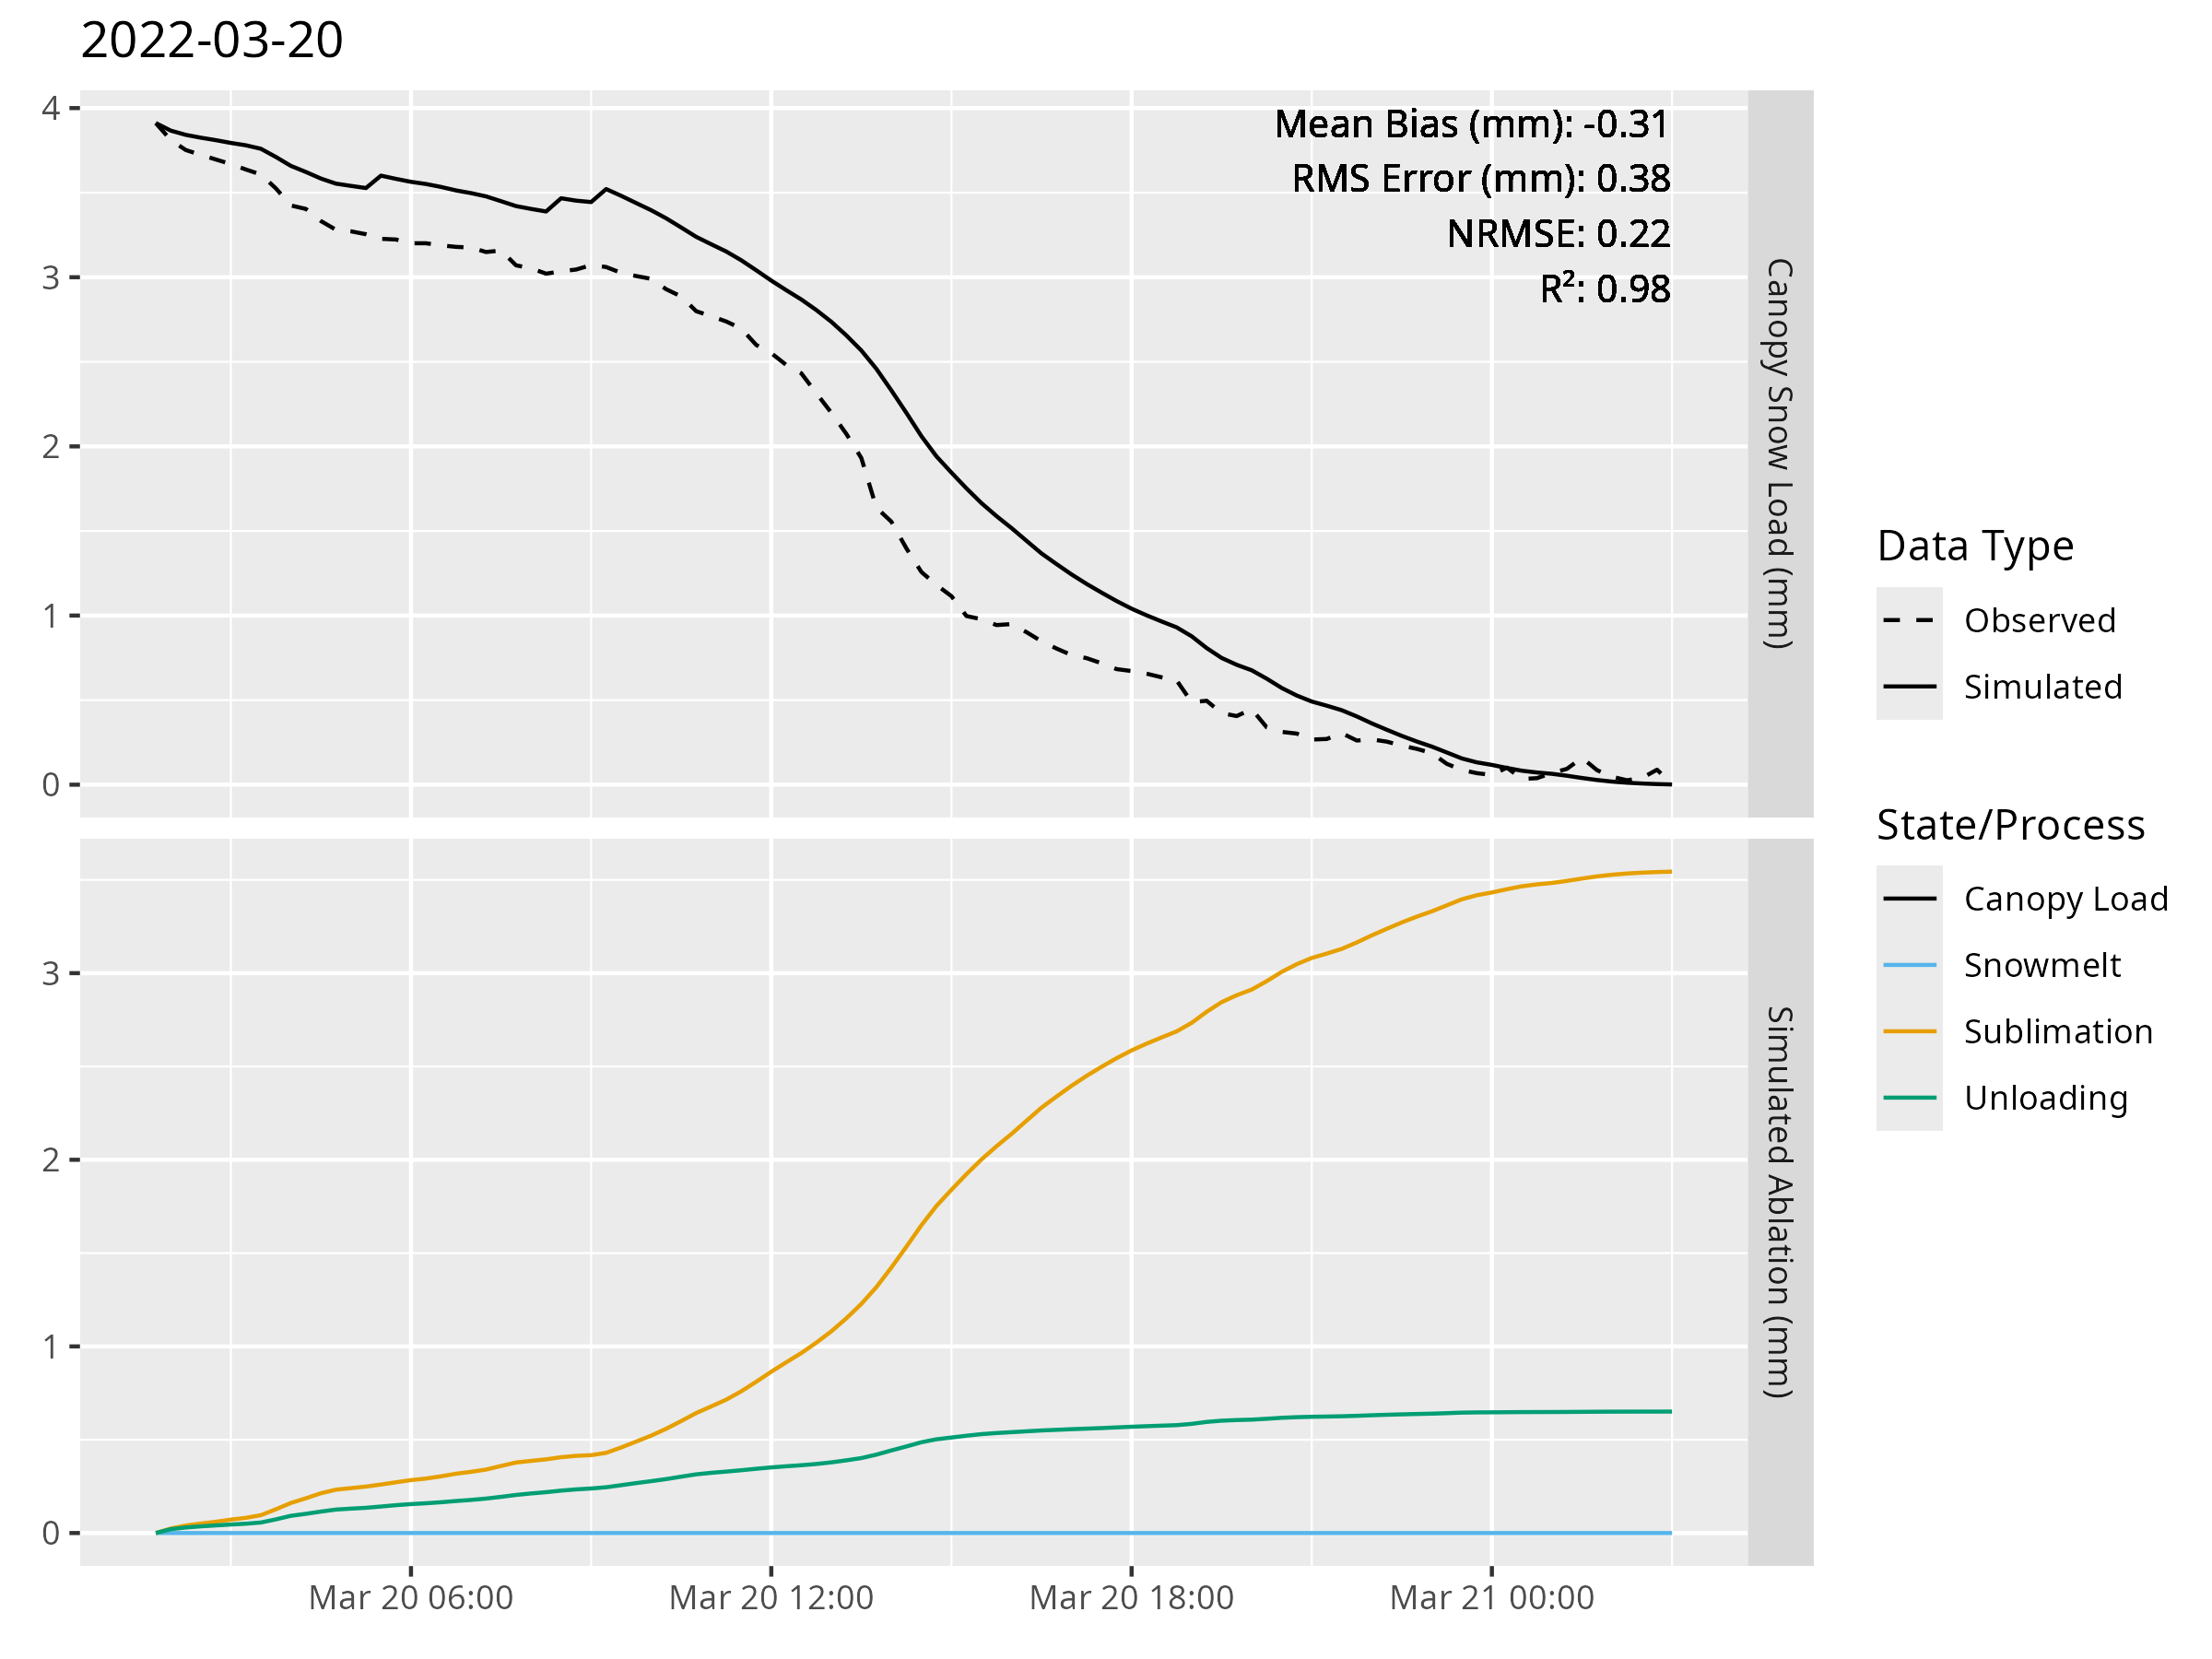 2022-03-20
4
3
2
1
0
Mean Bias (mm): -0.31
RMS Error (mm): 0.38
NRMSE: 0.22
R²: 0.98
Canopy Snow Load (mm)
3
2
1
0
Simulated Ablation (mm)
Mar 20 06:00
Mar 20 12:00
Mar 20 18:00
Mar 21 00:00
Data Type
Observed
Simulated
State/Process
Canopy Load
Snowmelt
Sublimation
Unloading